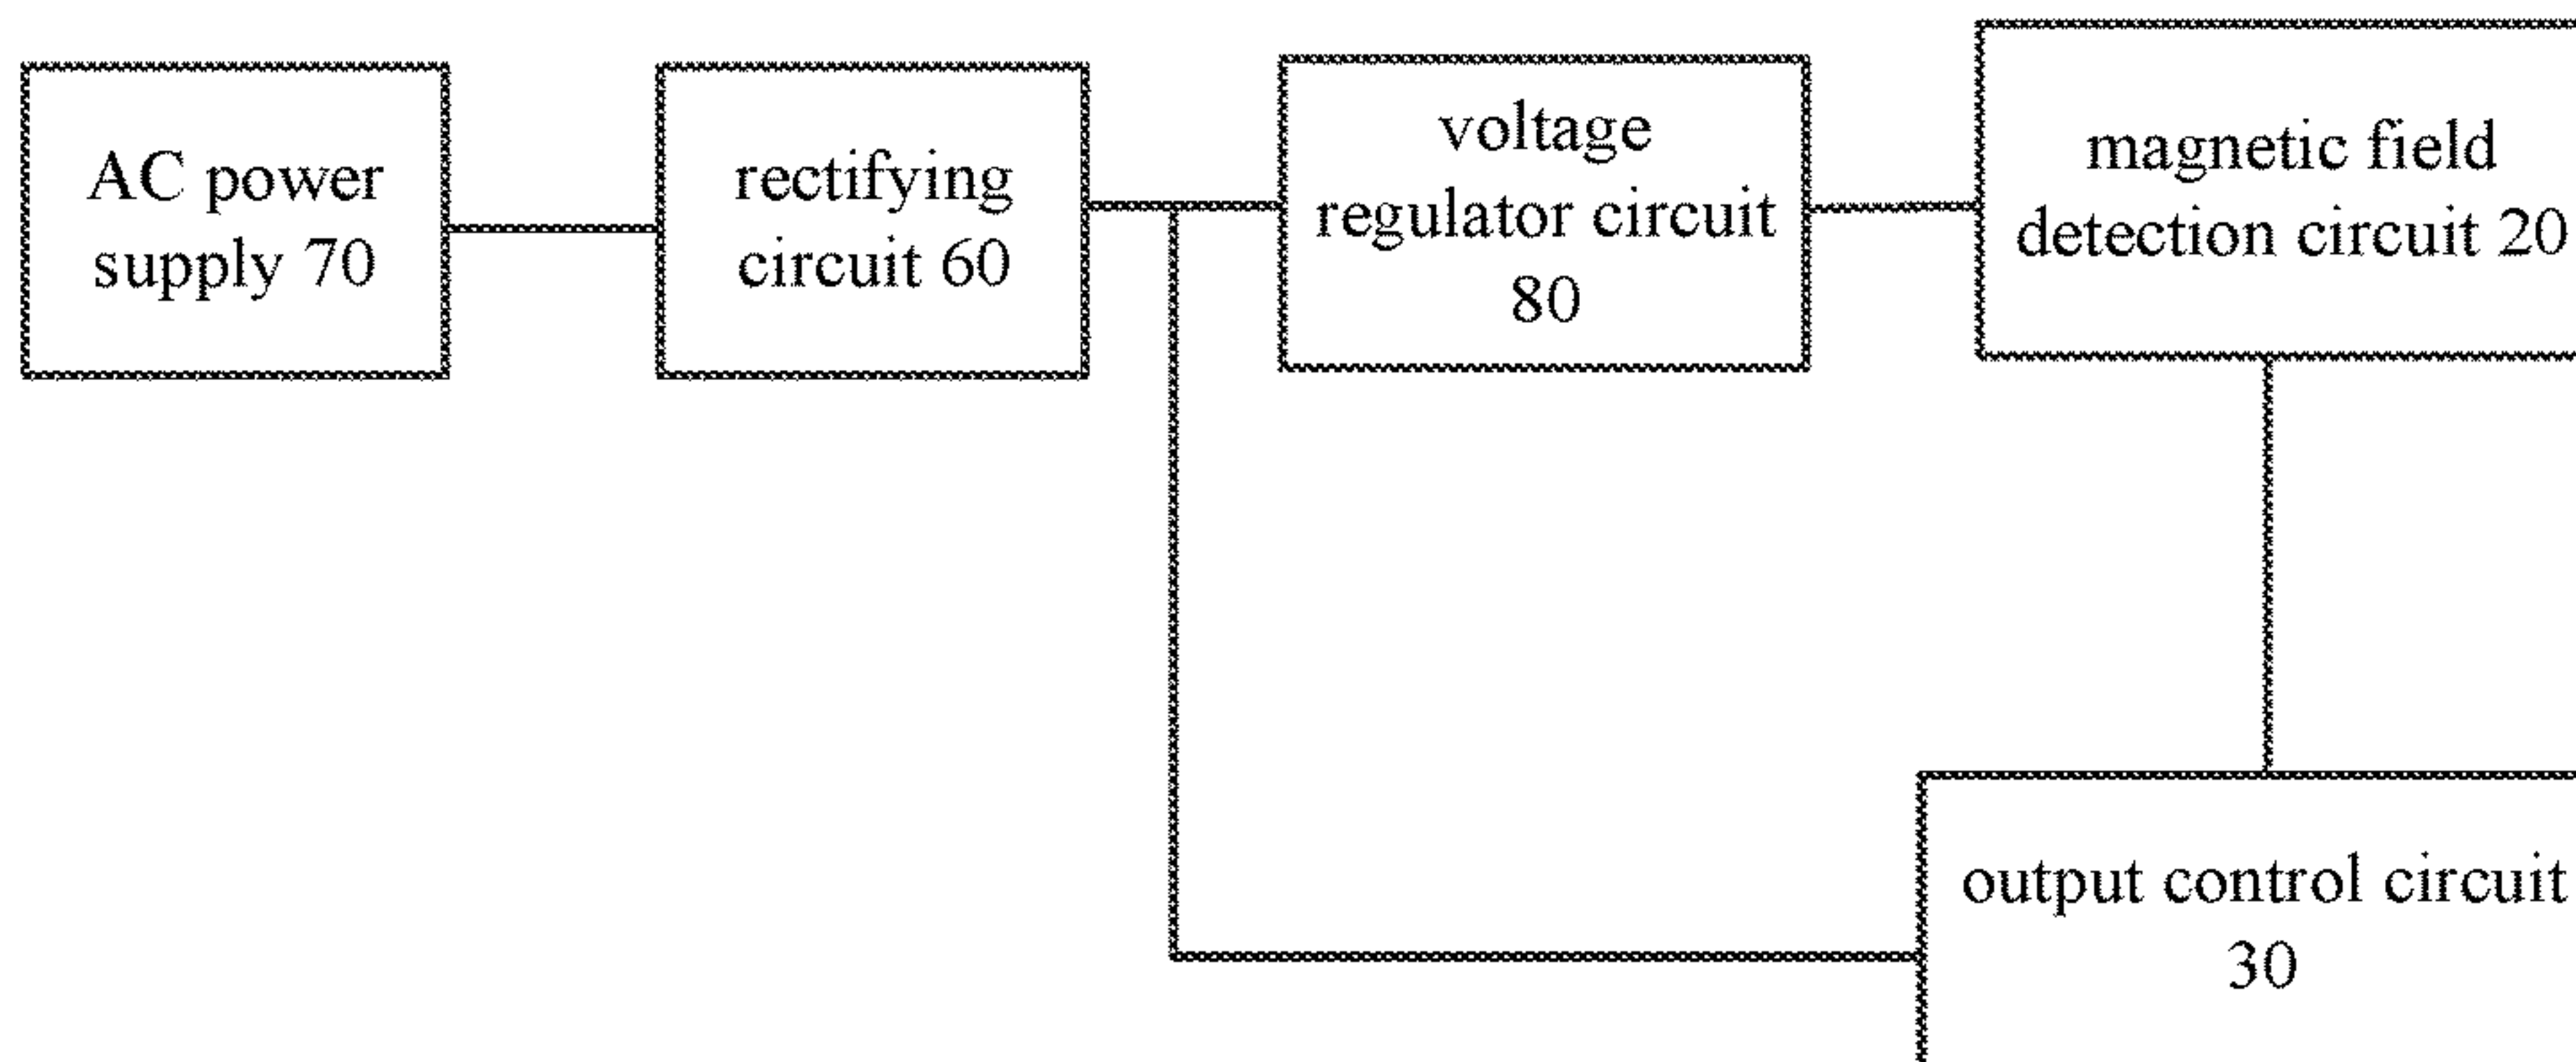 AC power
supply 70
rectifying
circuit 60
voltage
regulator circuit
80
magnetic field
detection circuit 20
output control circuit
30